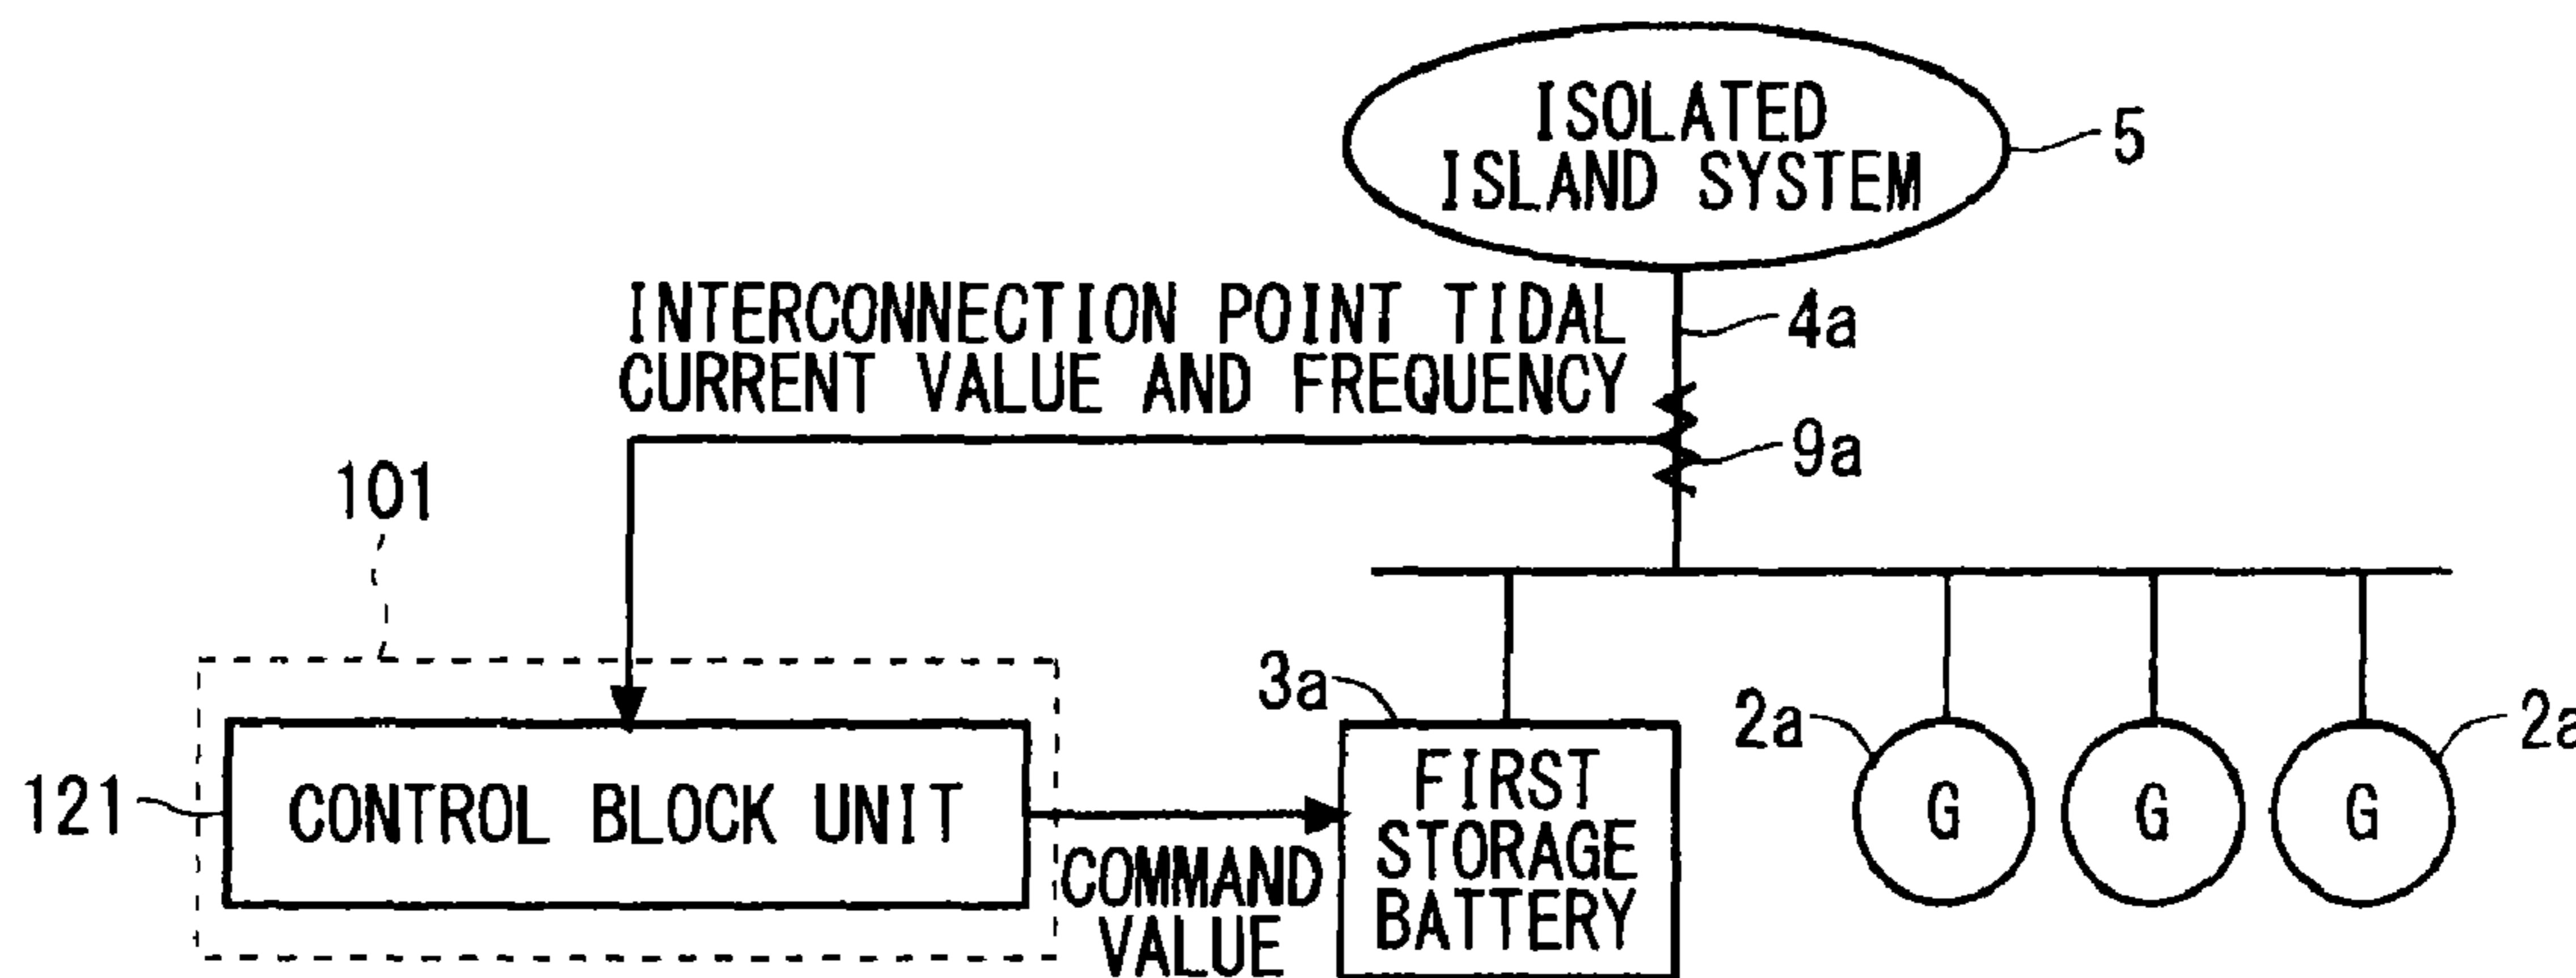 ISOLATED
ISLAND SYSTEM
5
INTERCONNECTION POINT TIDAL
CURRENT VALUE AND FREQUENCY
4a
9a
101
3a
2a
2a
121
CONTROL BLOCK UNIT
COMMAND
VALUE
FIRST
STORAGE
BATTERY
G
G
G